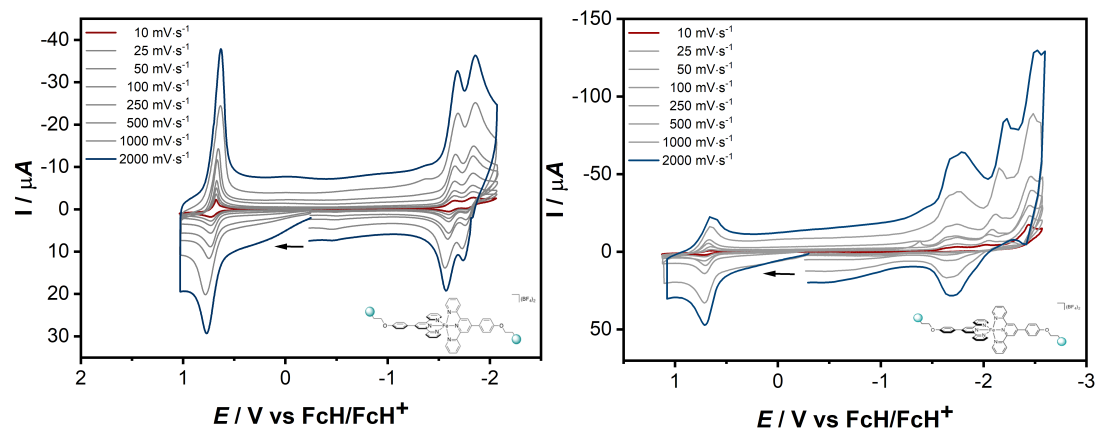 -40
-30
-20
-10
0
10
20
30
I / µA
10 mV·s⁻¹
25 mV·s⁻¹
50 mV·s⁻¹
100 mV·s⁻¹
250 mV·s⁻¹
500 mV·s⁻¹
1000 mV·s⁻¹
2000 mV·s⁻¹
(BF₄)₂
2 1 0 -1 -2
E / V vs FcH/FcH⁺
-150
-100
-50
0
50
I / µA
10 mV·s⁻¹
25 mV·s⁻¹
50 mV·s⁻¹
100 mV·s⁻¹
250 mV·s⁻¹
500 mV·s⁻¹
1000 mV·s⁻¹
2000 mV·s⁻¹
(BF₄)₂
1 0 -1 -2 -3
E / V vs FcH/FcH⁺